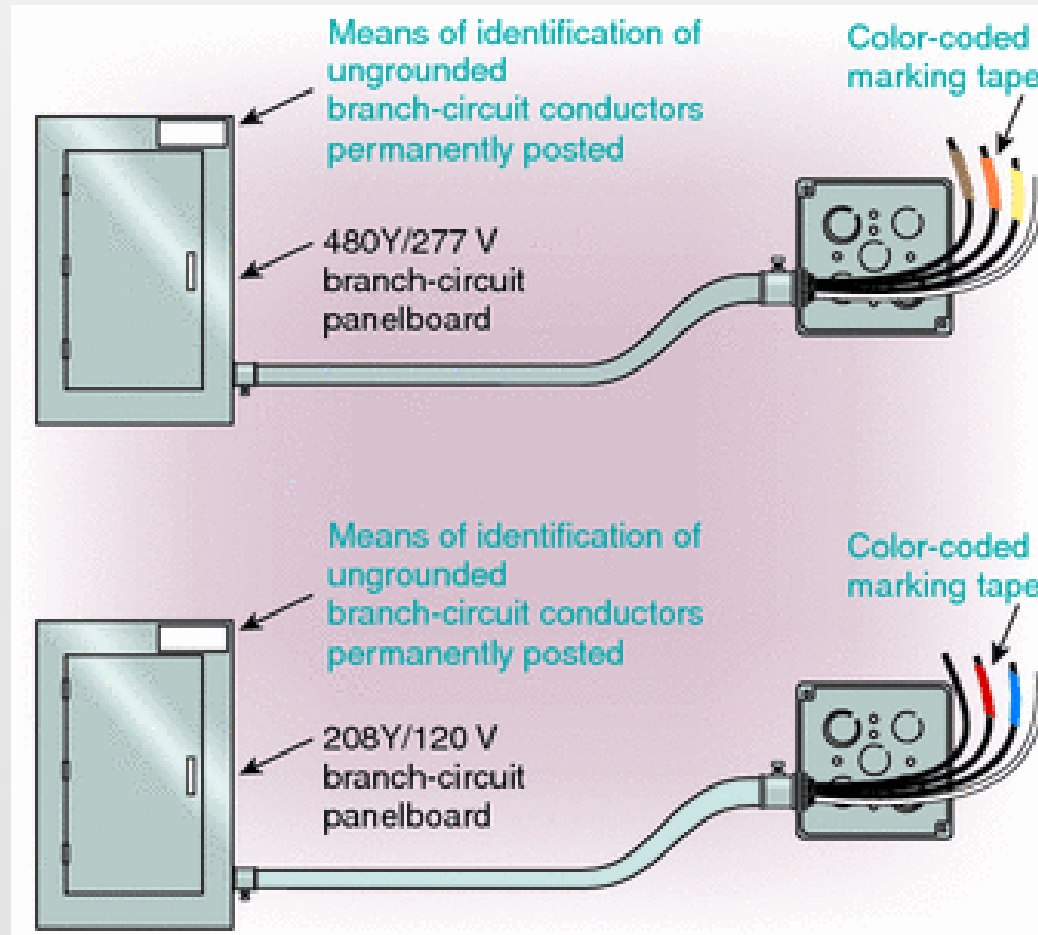 Means of identification of
ungrounded
branch-circuit conductors
permanently posted
Color-coded
marking tape
480Y/277 V
branch-circuit
panelboard
Means of identification of
ungrounded
branch-circuit conductors
permanently posted
Color-coded
marking tape
208Y/120 V
branch-circuit
panelboard